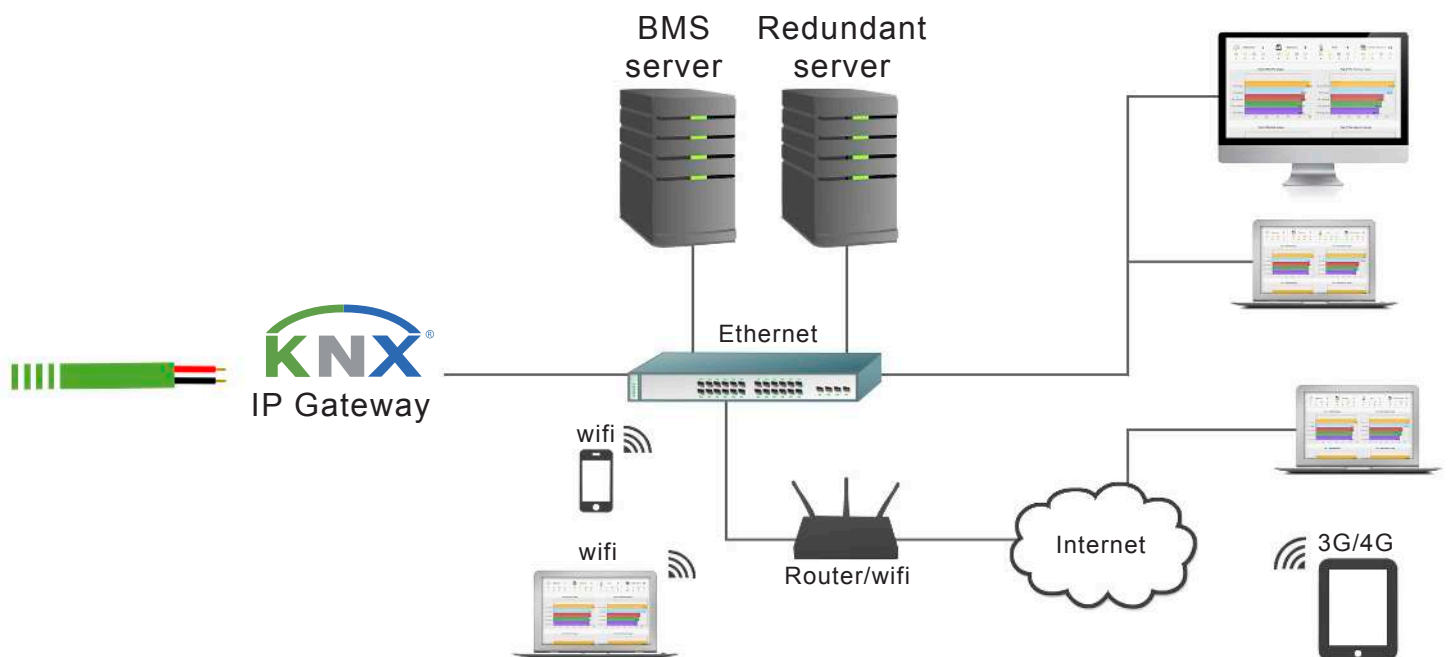 BMS
server
Redundant
server
Ethernet
KNX®
IP Gateway
wifi
wifi
Router/wifi
Internet
3G/4G